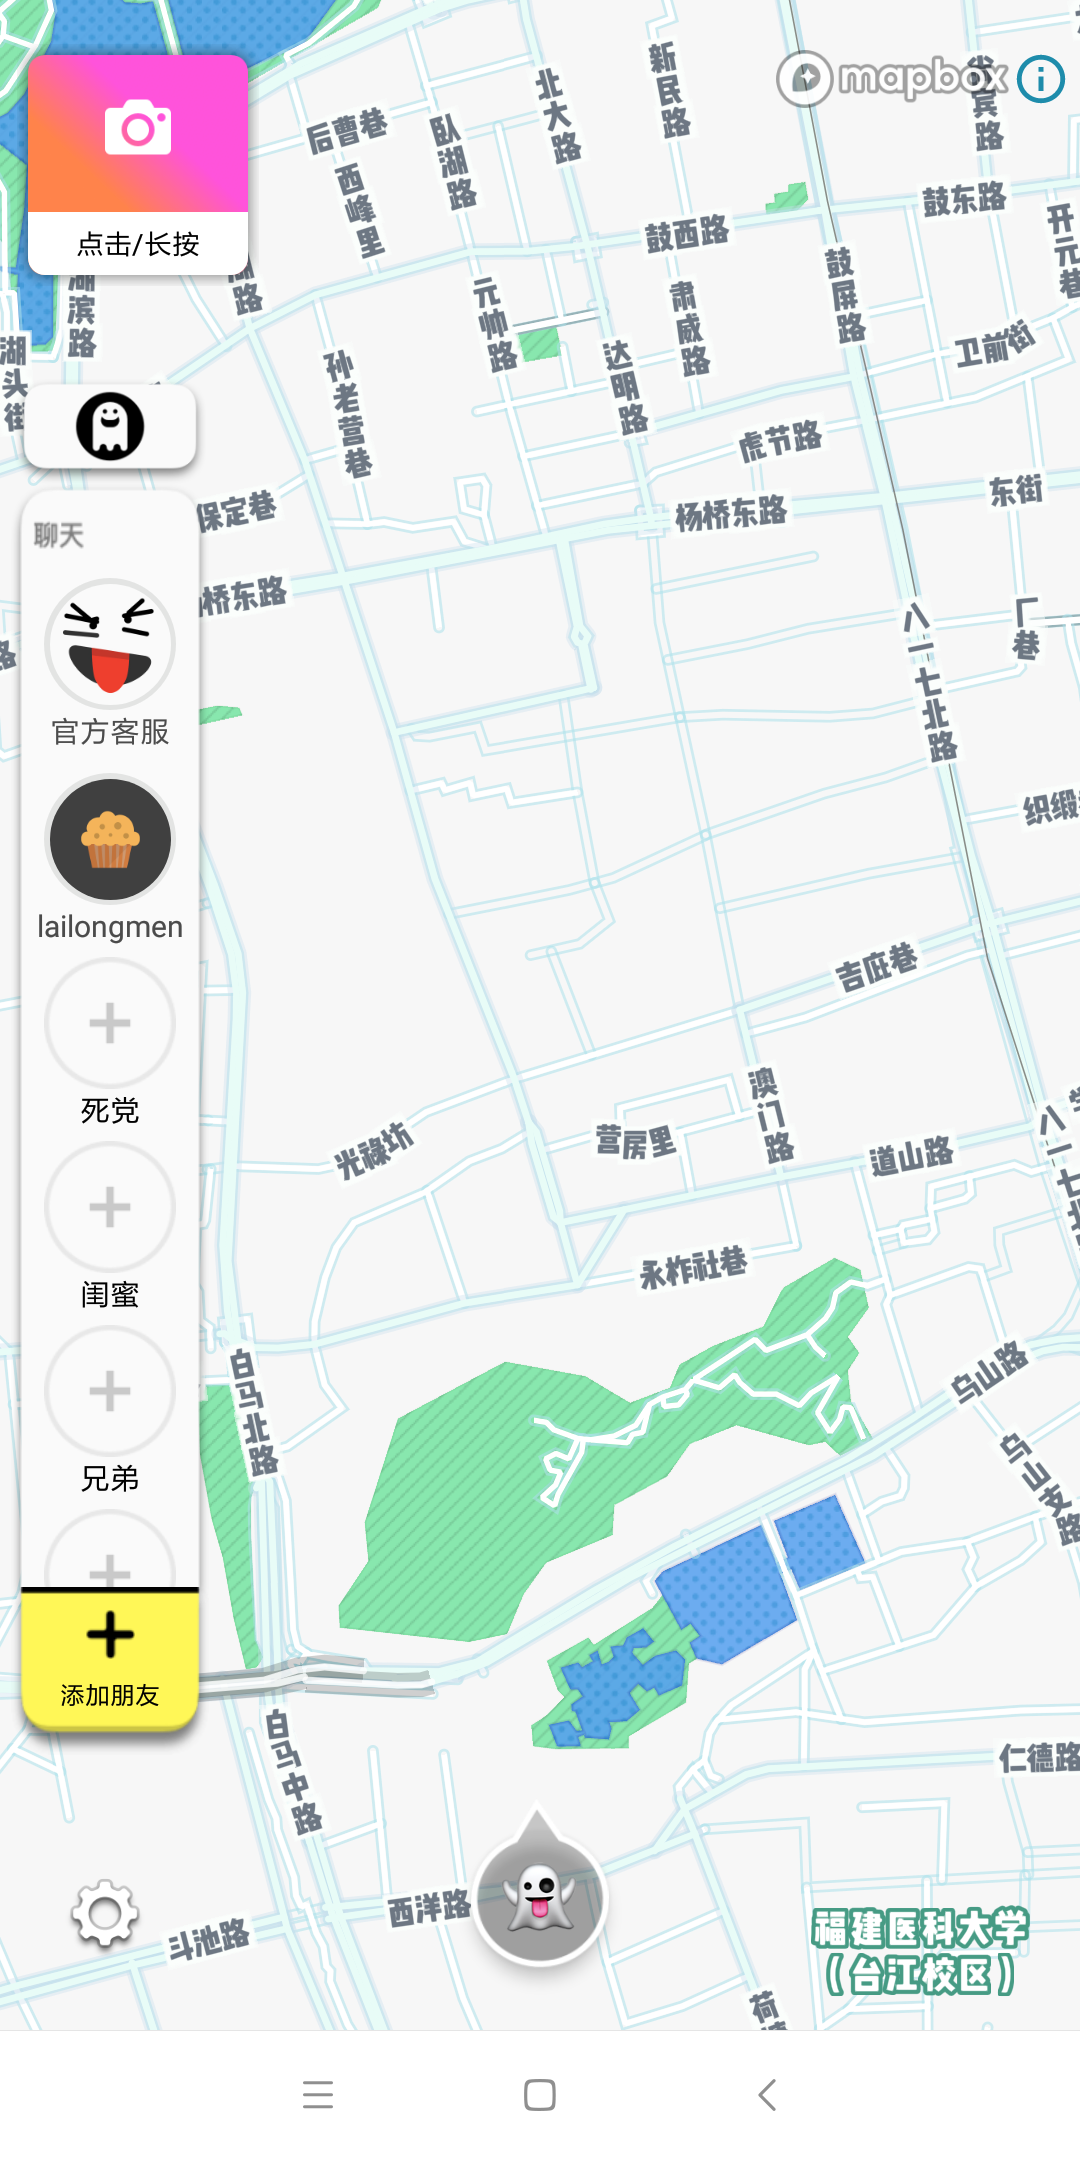 mapbox
点击/长按
聊天
官方客服
lailongmen
死党
闺蜜
兄弟
添加朋友
新民路
北大路
后曹巷
卧湖路
西峰里
鼓东路
鼓西路
开元巷
鼓屏路
湖滨路
元帅路
肃威路
卫前街
湖头街
达明路
孙老营巷
虎节路
东街
保定巷
杨桥东路
桥东路
八一七北路
巷
织缎
吉庇巷
澳门路
光禄坊
营房里
道山路
八一七北
永柞社巷
白马北路
乌山路
乌山支路
白马中路
仁德路
西洋路
斗池路
福建医科大学
（台江校区）
荷